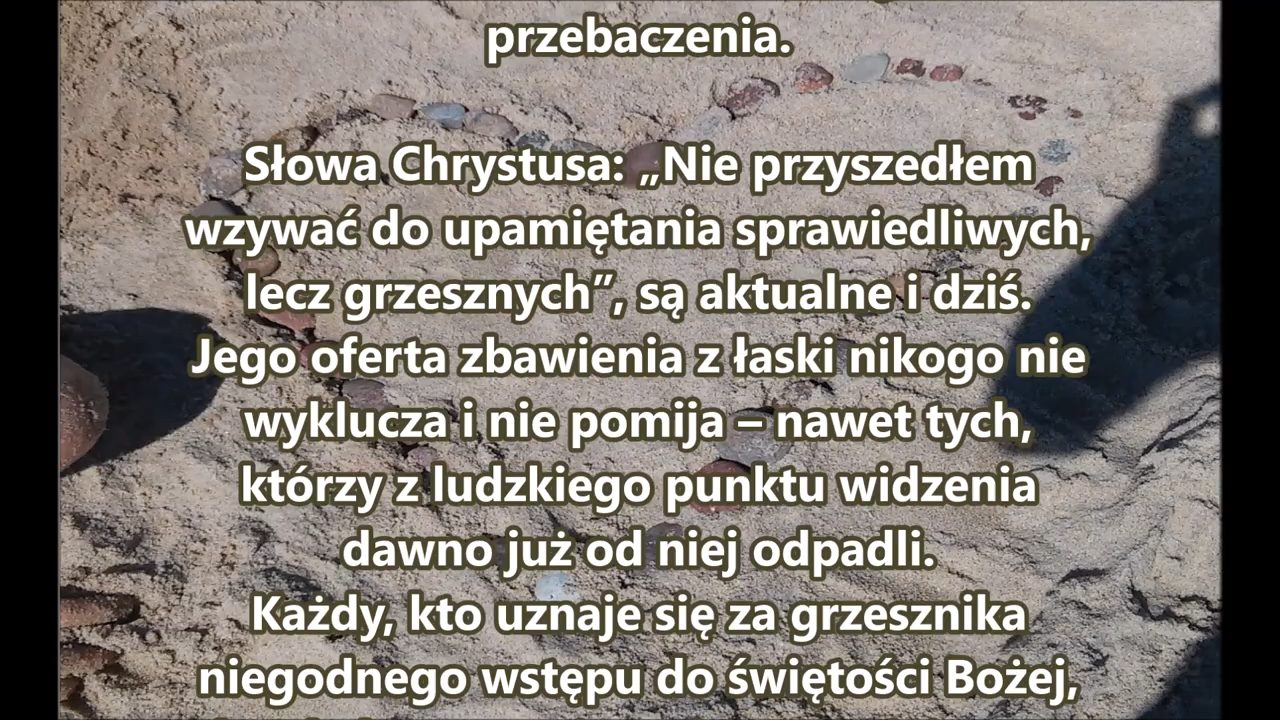 przebaczenia.
Słowa Chrystusa: „Nie przyszedłem
wzywać do upamiętania sprawiedliwych,
lecz grzesznych”, są aktualne i dziś.
Jego oferta zbawienia z łaski nikogo nie
wyklucza i nie pomija – nawet tych,
którzy z ludzkiego punktu widzenia
dawno już od niej odpadli.
Każdy, kto uznaje się za grzesznika
niegodnego wstępu do świętości Bożej,